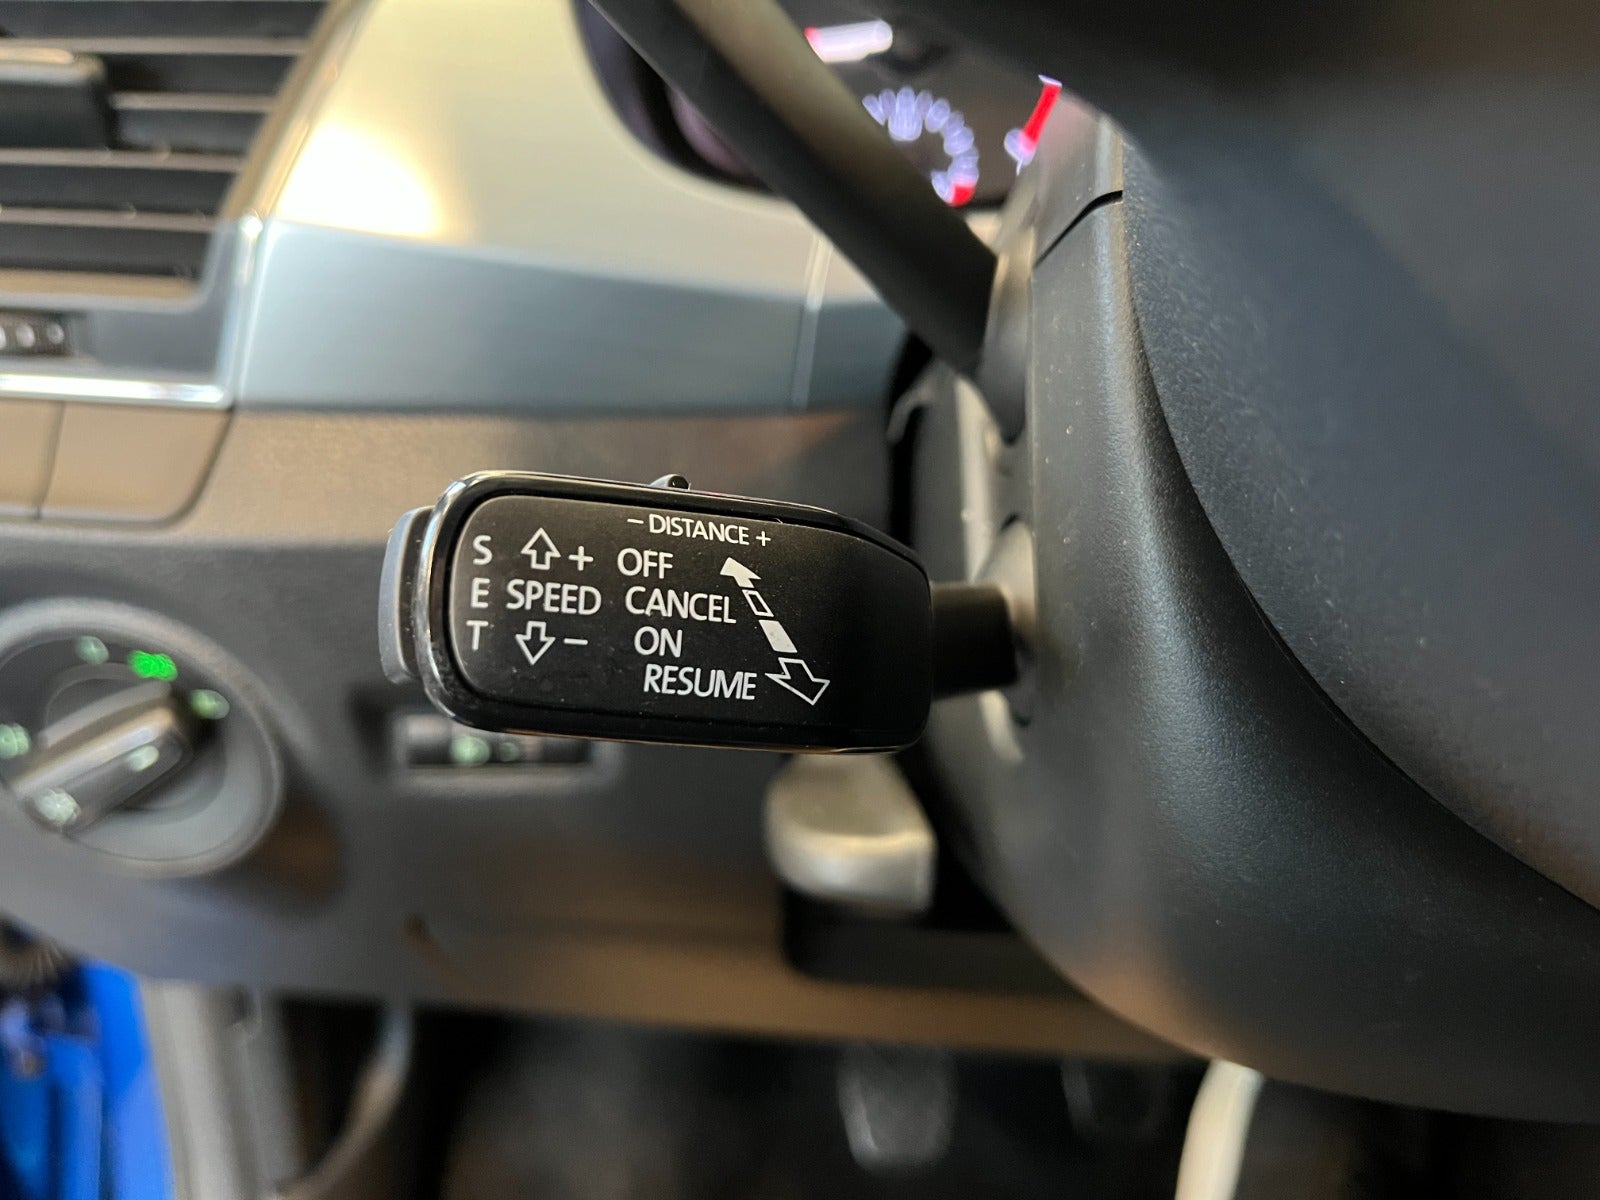 - DISTANCE +
S + OFF
E SPEED CANCEL
T - ON
RESUME